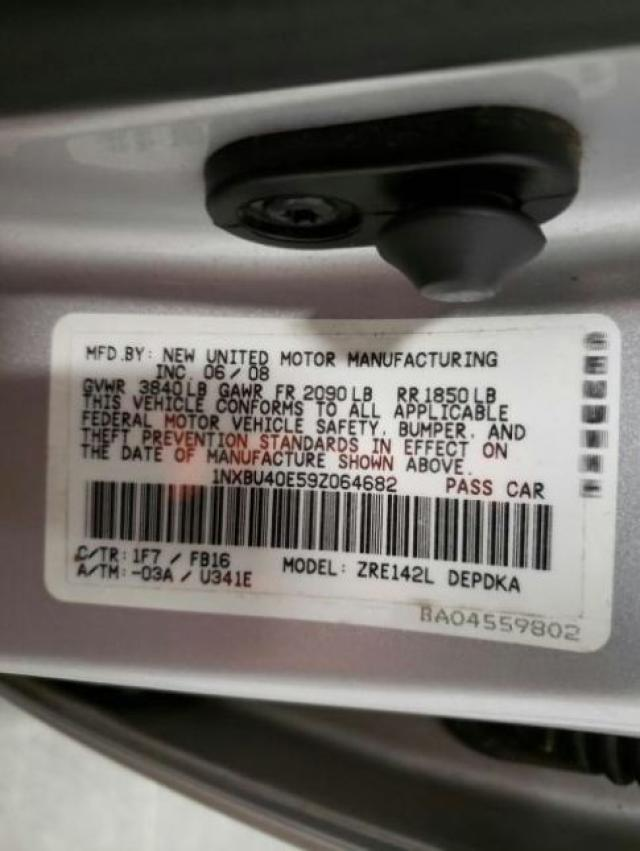 MFD.BY: NEW UNITED MOTOR MANUFACTURING
INC. 06/08
GVWR 3840LB GAWR FR 2090LB RR1850LB
THIS VEHICLE CONFORMS TO ALL APPLICABLE
FEDERAL MOTOR VEHICLE SAFETY, BUMPER, AND
THEFT PREVENTION STANDARDS IN EFFECT ON
THE DATE OF MANUFACTURE SHOWN ABOVE.
1NXBU40E59Z064682 PASS CAR
C/TR: 1F7 / FB16
A/TM: -03A / U341E
MODEL: ZRE142L DEPDKA
BA04559802